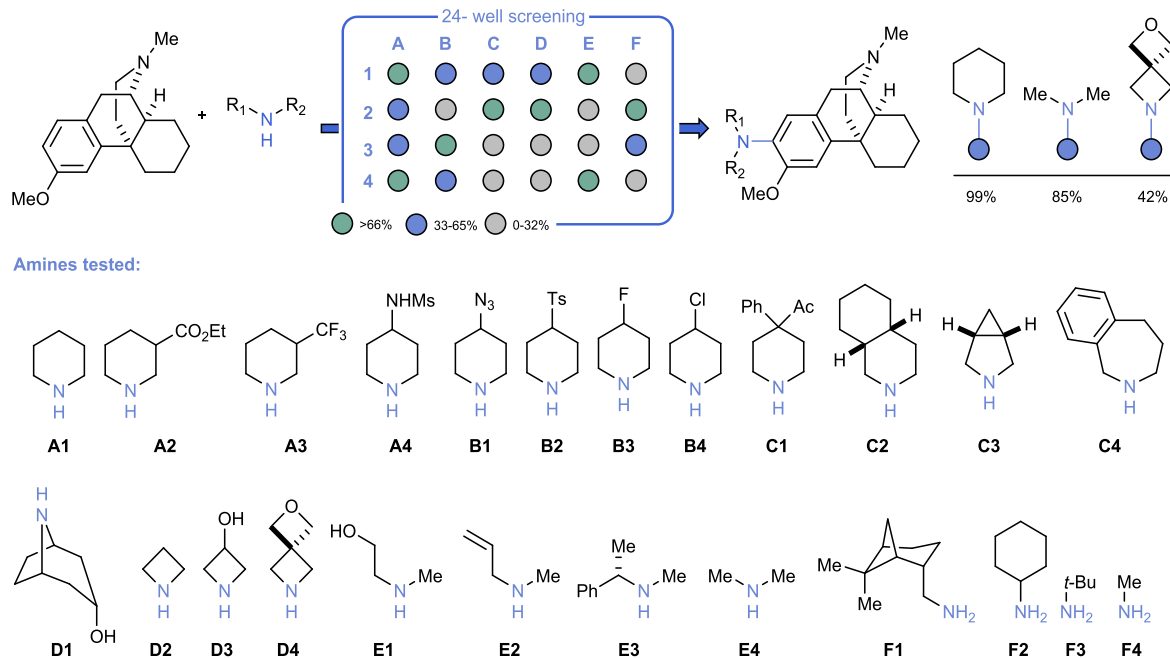 24- well screening
A B C D E F
1
2
3
4
>66% 33-65% 0-32%
Me
N
H
MeO
+
R1 N R2
H
Me
N
H
R1
N
R2
MeO
N
Me N Me
O
N
99% 85% 42%
Amines tested:
N
H
A1
CO2Et
N
H
A2
CF3
N
H
A3
NHMs
N
H
A4
N3
N
H
B1
Ts
N
H
B2
F
N
H
B3
Cl
N
H
B4
Ph Ac
N
H
C1
H
H
N
H
C2
H H
N
H
C3
N
H
C4
H
N
OH
D1
N
H
D2
OH
N
H
D3
O
N
H
D4
HO
N Me
H
E1
N Me
H
E2
Me
Ph N Me
H
E3
Me N Me
H
E4
Me
Me
NH2
F1
NH2
F2
t-Bu
NH2
F3
Me
NH2
F4